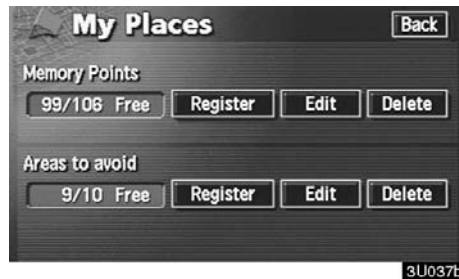 My Places Back
Memory Points
99/106 Free Register Edit Delete
Areas to avoid
9/10 Free Register Edit Delete
3U037b